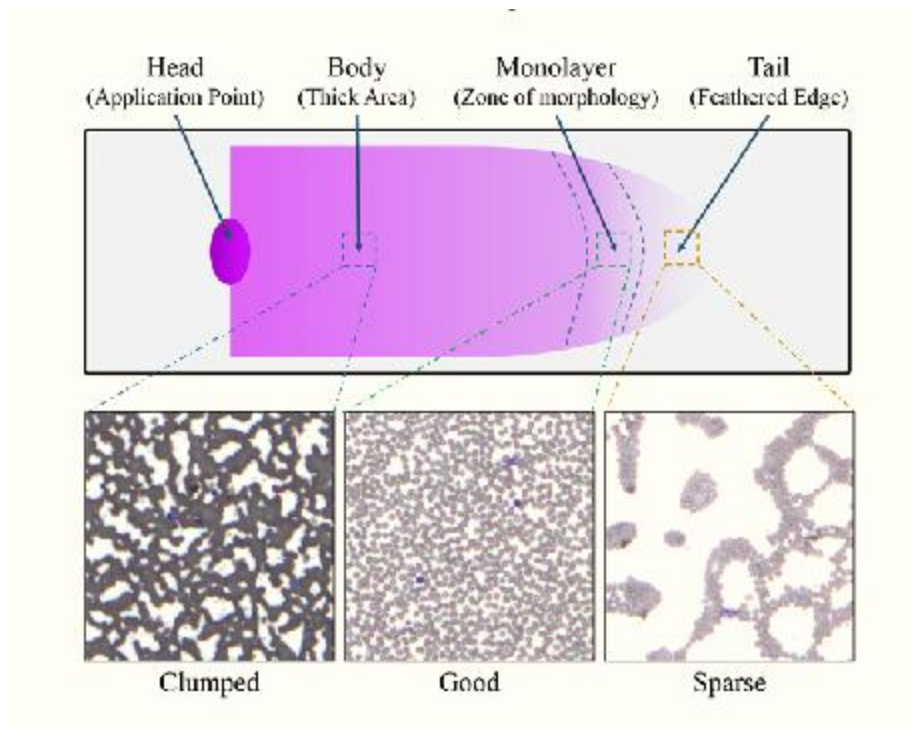 Head
(Application Point)
Body
(Thick Area)
Monolayer
(Zone of morphology)
Tail
(Feathered Edge)
Clumped
Good
Sparse